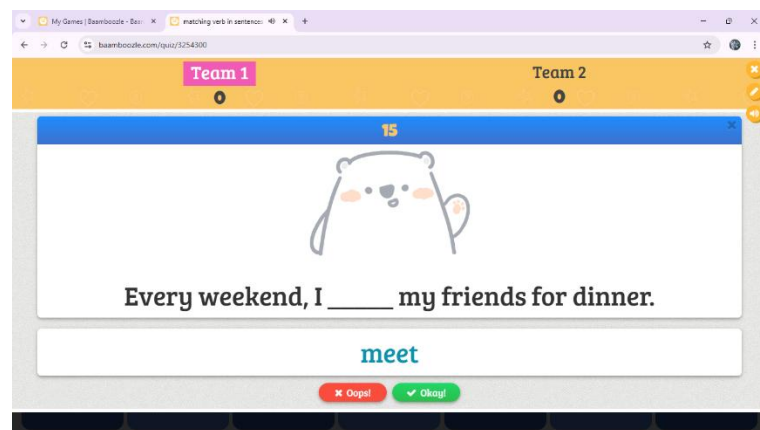 My Games | Baamboozle - Baa
matching verb in sentence
baamboozle.com/quiz/3254300
Team 1
Team 2
0
0
15
Every weekend, I _____ my friends for dinner.
meet
Oops!
Okay!